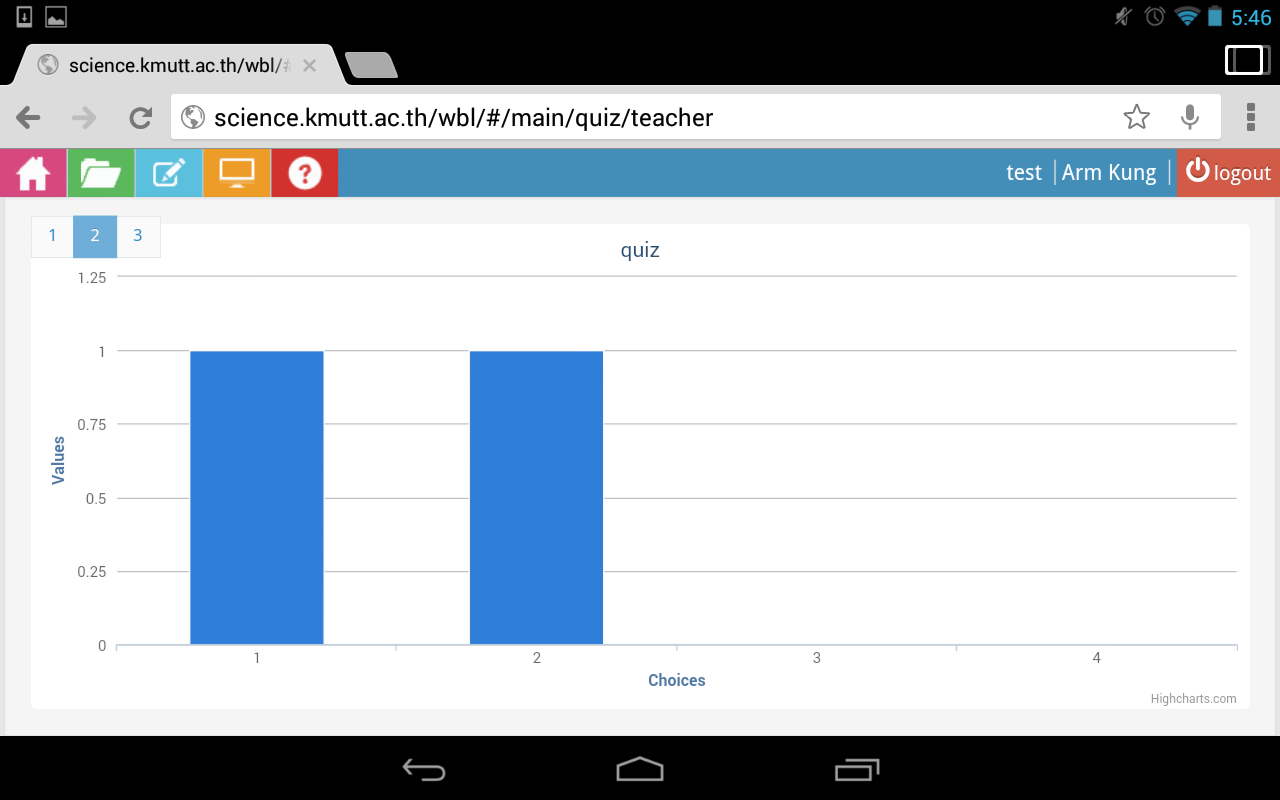 5:46
science.kmutt.ac.th/wbl/#
science.kmutt.ac.th/wbl/#/main/quiz/teacher
? test Arm Kung logout
1 2 3
quiz
1.25
1
0.75
0.5
0.25
0
Values
1 2 3 4
Choices
Highcharts.com